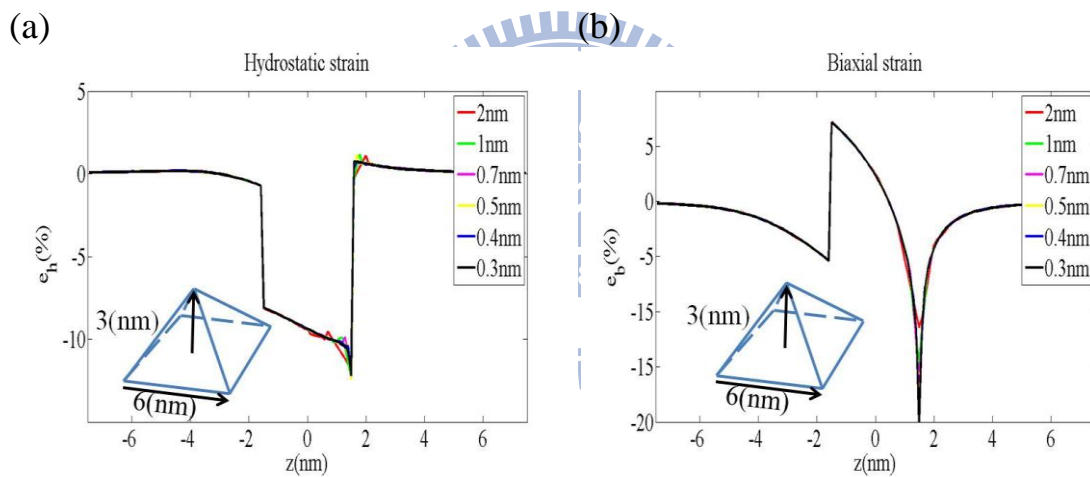 (a)
Hydrostatic strain
5
0
-5
-10
e_h(%)
2nm
1nm
0.7nm
0.5nm
0.4nm
0.3nm
3(nm)
6(nm)
-6
-4
-2
0
2
4
6
z(nm)
(b)
Biaxial strain
5
0
-5
-15
-15
-20
e_b(%)
2nm
1nm
0.7nm
0.5nm
0.4nm
0.3nm
3(nm)
6(nm)
-6
-4
-2
0
2
4
6
z(nm)